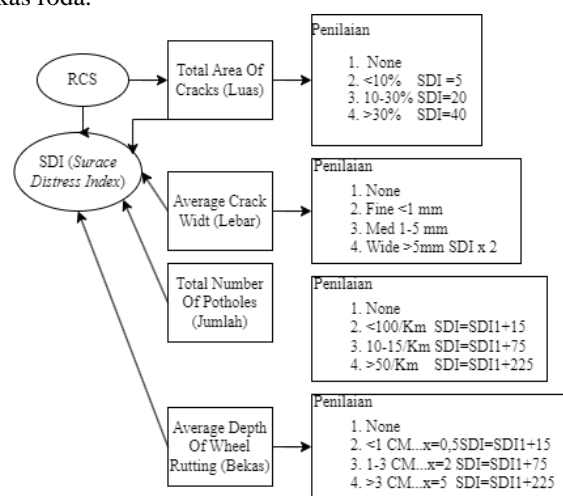 kas roda.
RCS
SDI (Surace
Distress Index)
Total Area Of
Cracks (Luas)
Penilaian
1. None
2. <10% SDI =5
3. 10-30% SDI=20
4. >30% SDI=40
Average Crack
Widt (Lebar)
Penilaian
1. None
2. Fine <1 mm
3. Med 1-5 mm
4. Wide >5mm SDI x 2
Total Number
Of Potholes
(Jumlah)
Penilaian
1. None
2. <100/Km SDI=SDI1+15
3. 10-15/Km SDI=SDI1+75
4. >50/Km SDI=SDI1+225
Average Depth
Of Wheel
Rutting (Bekas)
Penilaian
1. None
2. <1 CM...x=0,5SDI=SDI1+15
3. 1-3 CM...x=2 SDI=SDI1+75
4. >3 CM...x=5 SDI=SDI1+225